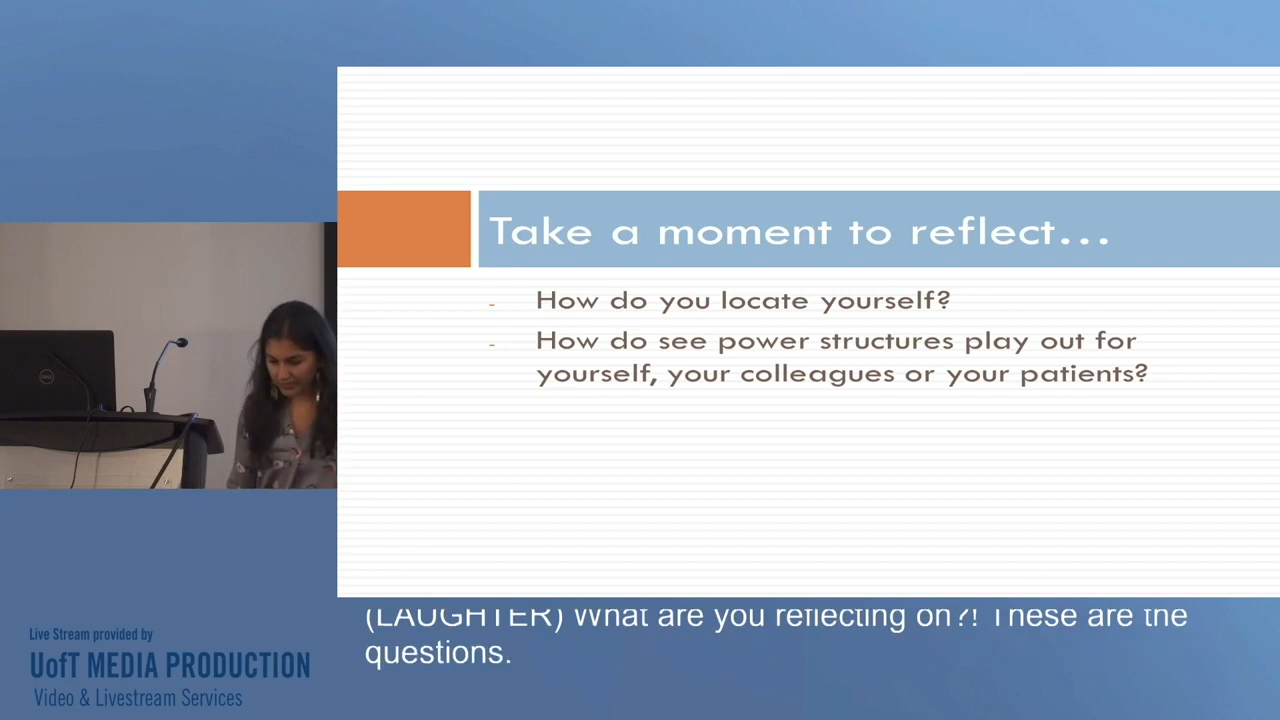 Take a moment to reflect...
- How do you locate yourself?
- How do see power structures play out for
yourself, your colleagues or your patients?
(LAUGHTER) What are you reflecting on?! These are the
questions.
Live Stream provided by
UofT MEDIA PRODUCTION
Video & Livestream Services
DELL